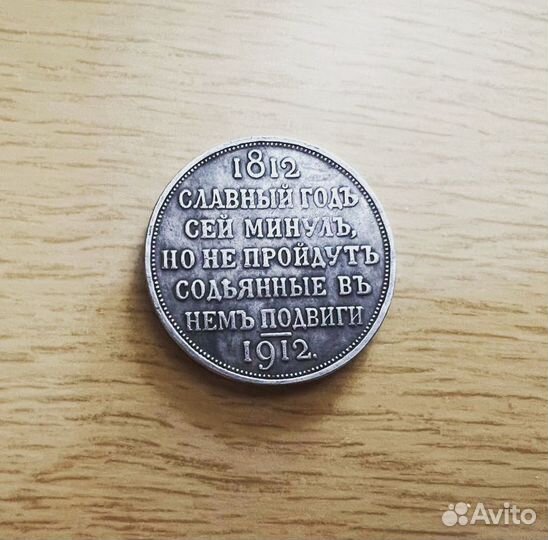 1812
СЛАВНЫЙ ГОДЪ
СЕЙ МИНУЛЪ,
НО НЕ ПРОЙДУТЪ
СОДѢЯННЫЕ ВЪ
НЕМЪ ПОДВИГИ
1912.
Avito